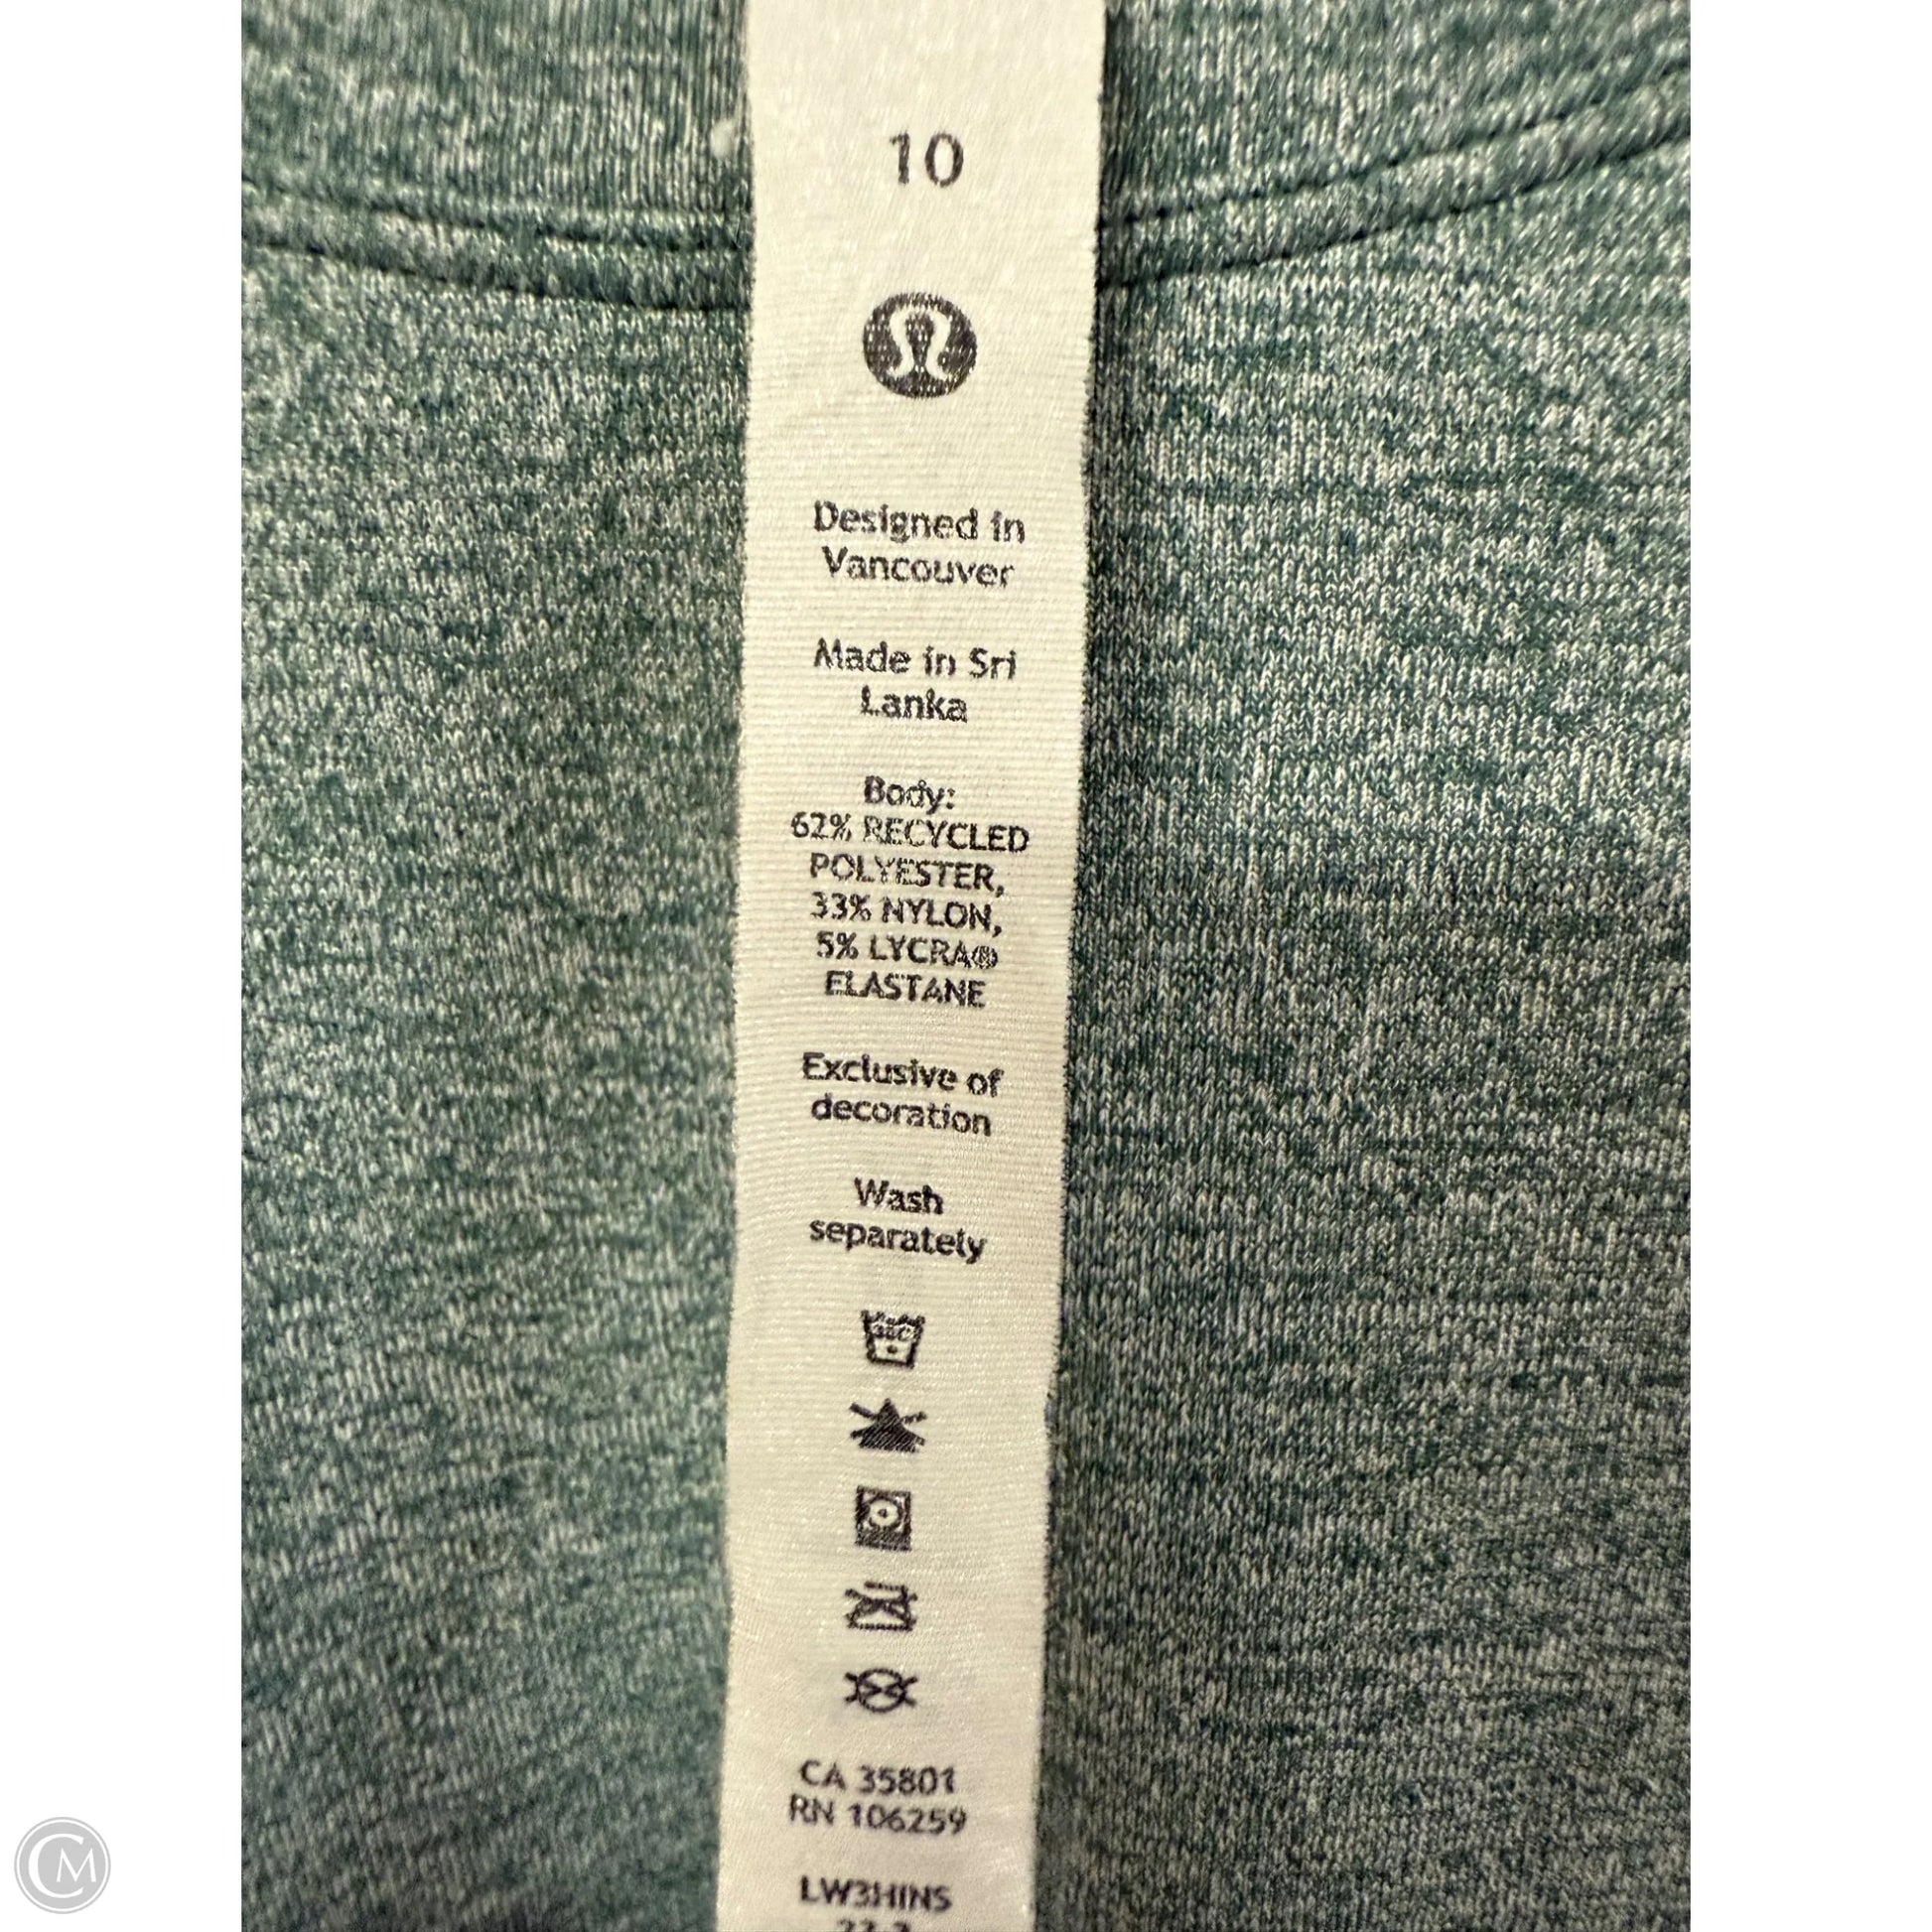 10
Designed in
Vancouver
Made in Sri
Lanka
Body:
62% RECYCLED
POLYESTER,
33% NYLON,
5% LYCRA®
ELASTANE
Exclusive of
decoration
Wash
separately
CA 35801
RN 106259
LW3HINS
CM